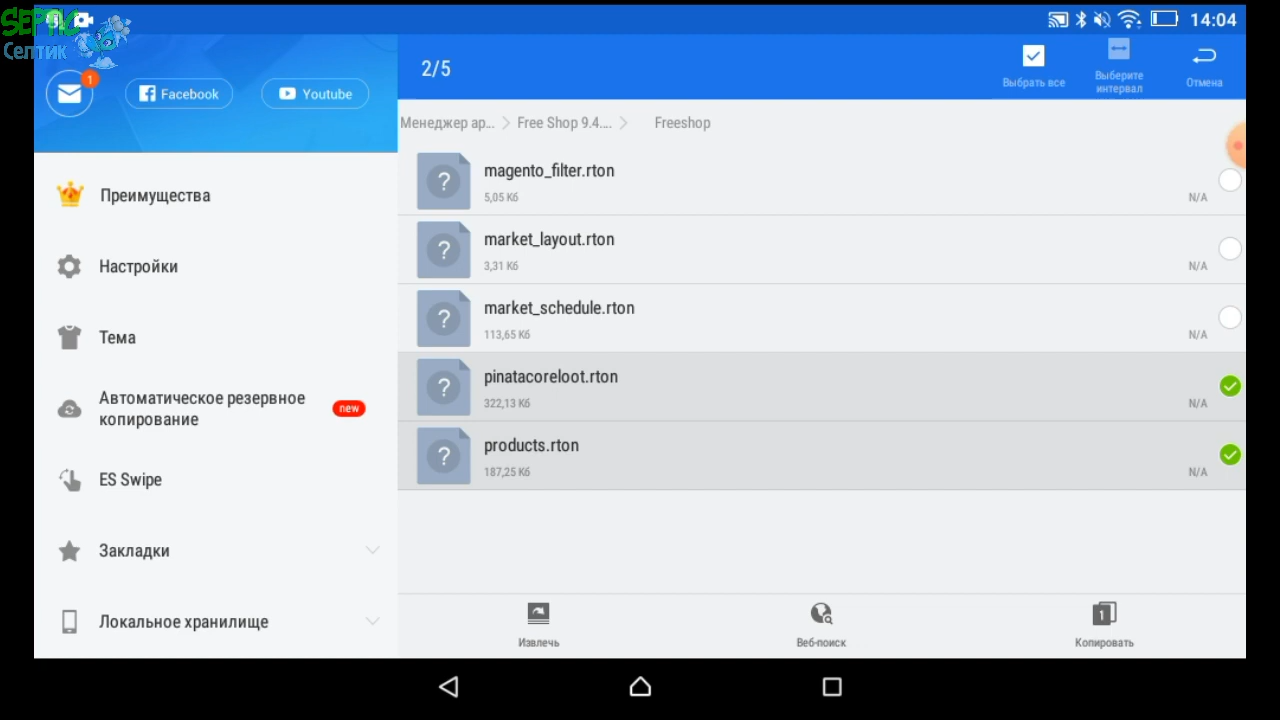 SEPTIC
Септик
14:04
1
Facebook
Youtube
2/5
Выбрать все
Выберите
интервал
Отмена
Менеджер ар...
Free Shop 9.4....
Freeshop
Преимущества
Настройки
Тема
Автоматическое резервное
копирование
new
ES Swipe
Закладки
Локальное хранилище
?
magento_filter.rton
5,05 Кб
N/A
?
market_layout.rton
3,31 Кб
N/A
?
market_schedule.rton
113,65 Кб
N/A
?
pinatacoreloot.rton
322,13 Кб
N/A
?
products.rton
187,25 Кб
N/A
Извлечь
Веб-поиск
1
Копировать